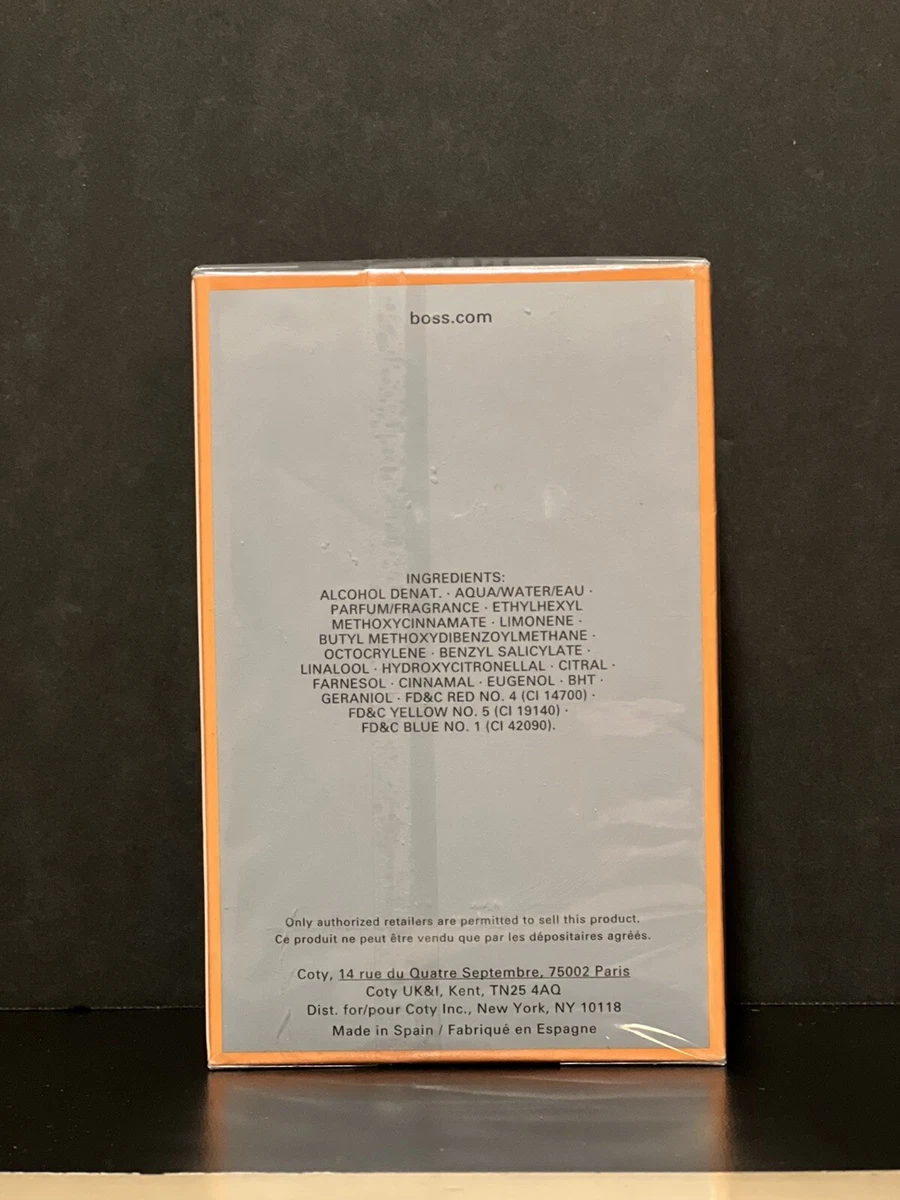 boss.com
INGREDIENTS:
ALCOHOL DENAT. · AQUA/WATER/EAU ·
PARFUM/FRAGRANCE · ETHYLHEXYL
METHOXYCINNAMATE · LIMONENE ·
BUTYL METHOXYDIBENZOYLMETHANE ·
OCTOCRYLENE · BENZYL SALICYLATE ·
LINALOOL · HYDROXYCITRONELLAL · CITRAL ·
FARNESOL · CINNAMAL · EUGENOL · BHT ·
GERANIOL · FD&C RED NO. 4 (CI 14700) ·
FD&C YELLOW NO. 5 (CI 19140) ·
FD&C BLUE NO. 1 (CI 42090).
Only authorized retailers are permitted to sell this product.
Ce produit ne peut être vendu que par les dépositaires agréés.
Coty, 14 rue du Quatre Septembre, 75002 Paris
Coty UK&I, Kent, TN25 4AQ
Dist. for/pour Coty Inc., New York, NY 10118
Made in Spain / Fabriqué en Espagne